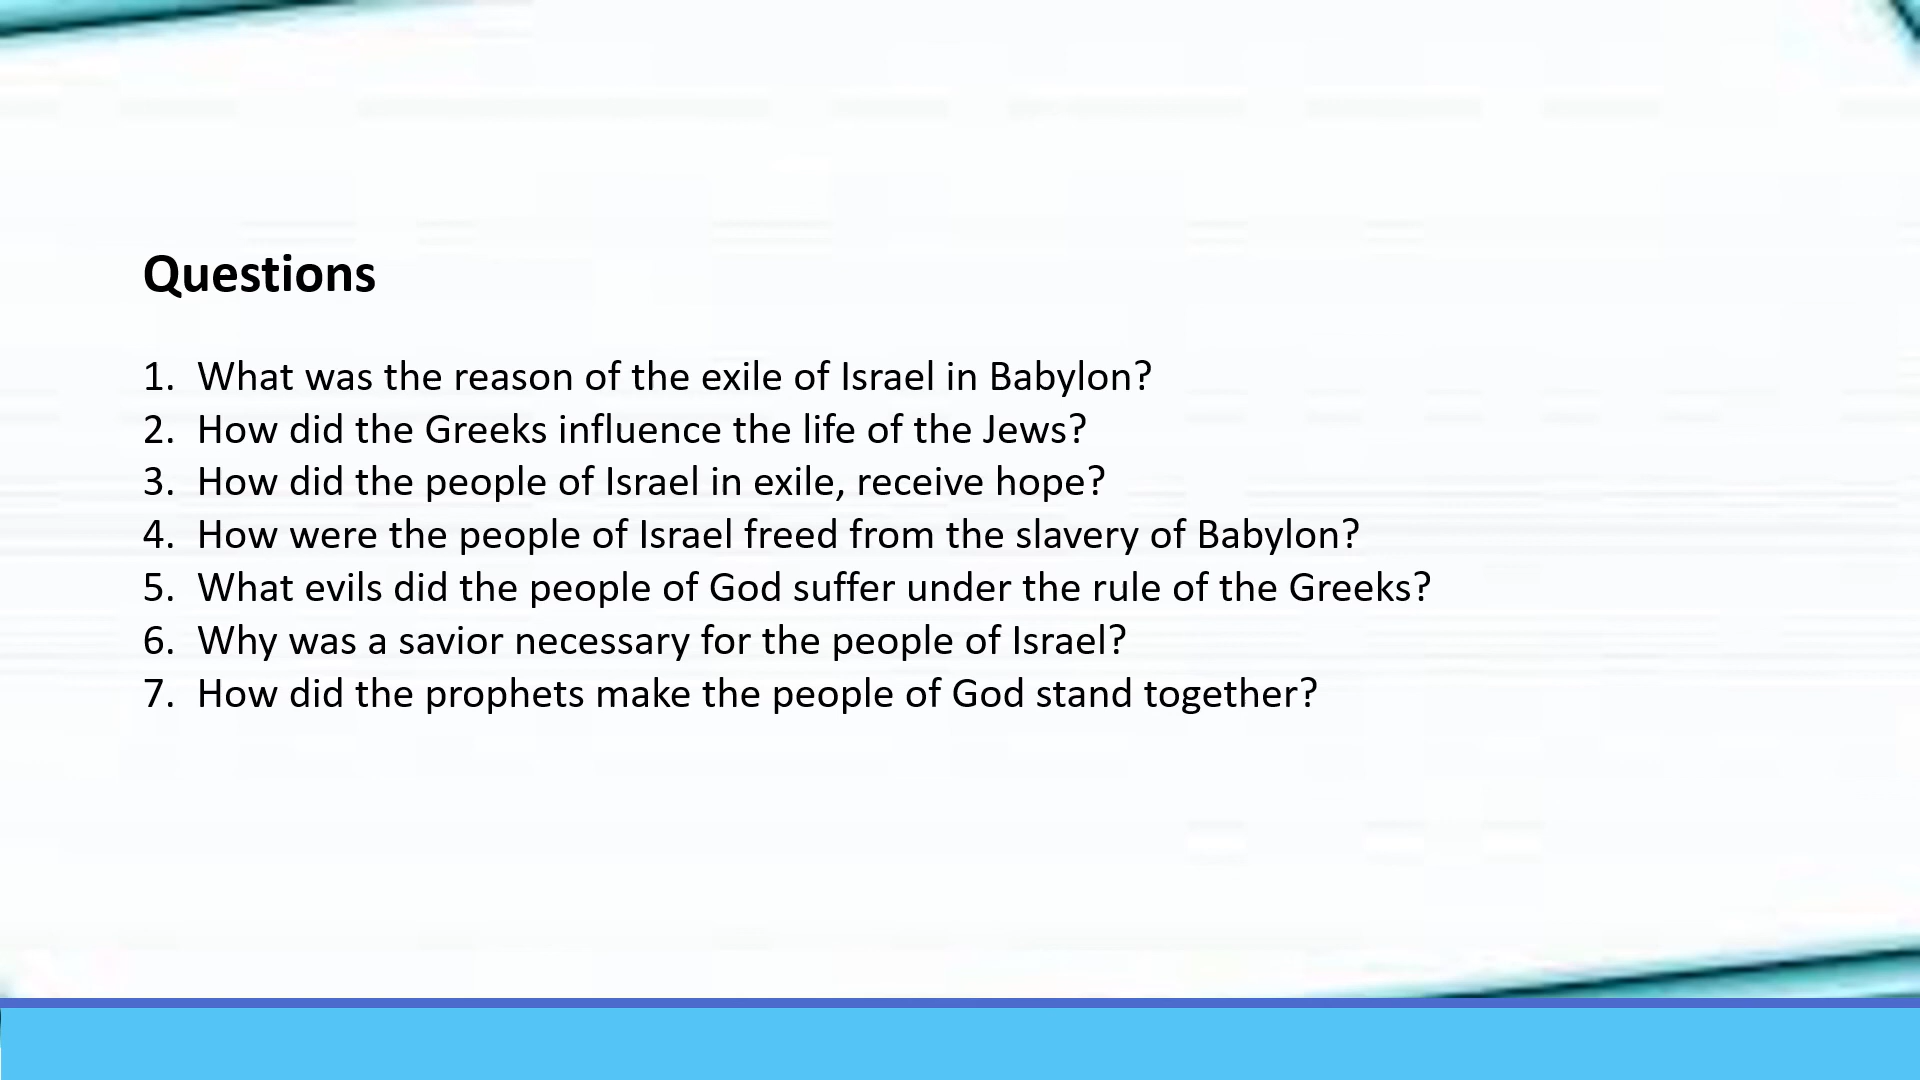 Questions
1. What was the reason of the exile of Israel in Babylon?
2. How did the Greeks influence the life of the Jews?
3. How did the people of Israel in exile, receive hope?
4. How were the people of Israel freed from the slavery of Babylon?
5. What evils did the people of God suffer under the rule of the Greeks?
6. Why was a savior necessary for the people of Israel?
7. How did the prophets make the people of God stand together?